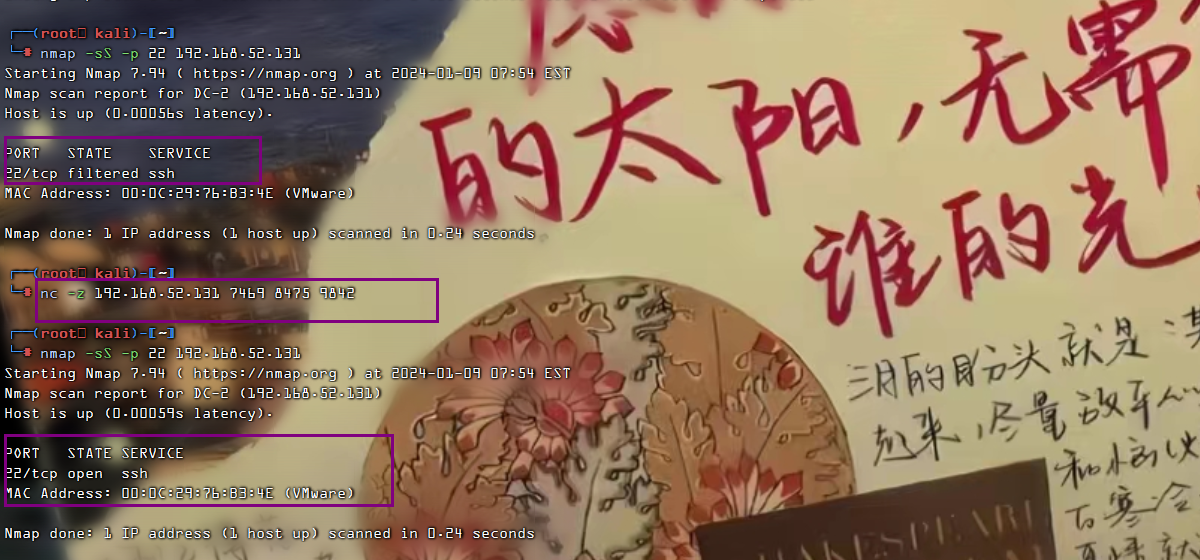 ┌──(root㉿kali)-[~]
└─# nmap -sS -p 22 192.168.52.131
Starting Nmap 7.94 ( https://nmap.org ) at 2024-01-09 07:54 EST
Nmap scan report for DC-2 (192.168.52.131)
Host is up (0.00056s latency).
PORT   STATE    SERVICE
22/tcp filtered ssh
MAC Address: 00:0C:29:76:B3:4E (VMware)
Nmap done: 1 IP address (1 host up) scanned in 0.24 seconds
┌──(root㉿kali)-[~]
└─# nc -z 192.168.52.131 7469 8475 9842
┌──(root㉿kali)-[~]
└─# nmap -sS -p 22 192.168.52.131
Starting Nmap 7.94 ( https://nmap.org ) at 2024-01-09 07:54 EST
Nmap scan report for DC-2 (192.168.52.131)
Host is up (0.00059s latency).
PORT   STATE SERVICE
22/tcp open  ssh
MAC Address: 00:0C:29:76:B3:4E (VMware)
Nmap done: 1 IP address (1 host up) scanned in 0.24 seconds
的太阳，无需
谁的光
三月的盼头就是
起来，尽量放平心
和
百寒冷